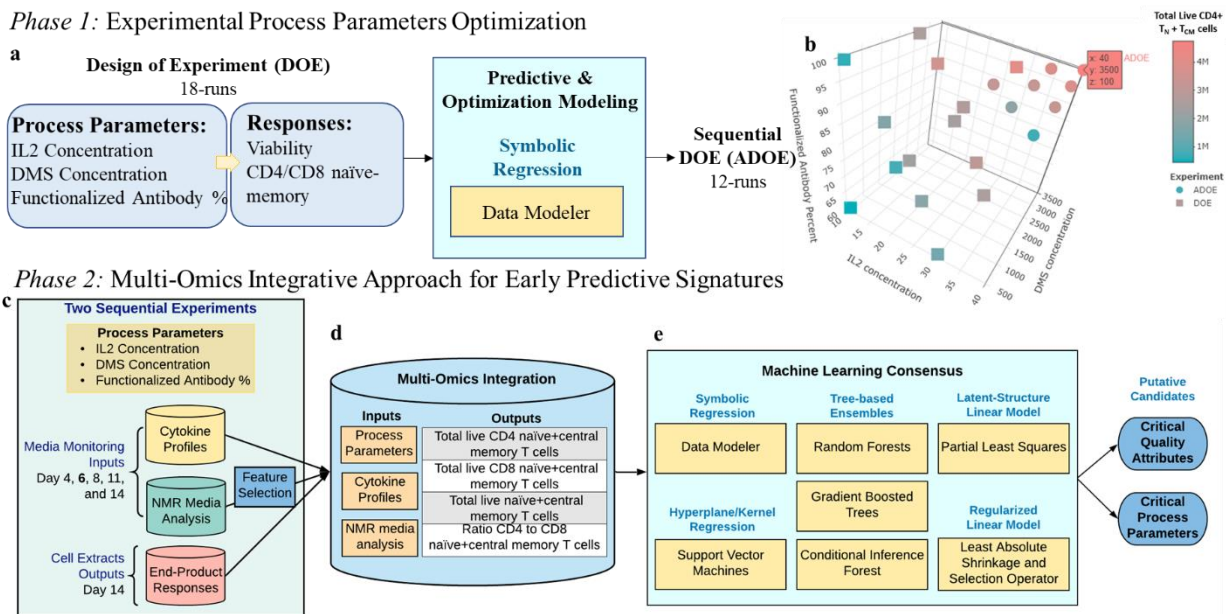 Phase 1: Experimental Process Parameters Optimization
a
Design of Experiment (DOE)
18-runs
Process Parameters:
IL2 Concentration
DMS Concentration
Functionalized Antibody %
Responses:
Viability
CD4/CD8 naïve-
memory
Predictive &
Optimization Modeling
Symbolic
Regression
Data Modeler
Sequential
DOE (ADOE)
12-runs
b
Functionalized Antibody Percent
100
95
90
85
80
75
70
65
60
IL2 concentration
10
15
20
25
30
35
40
DMS concentration
500
1000
1500
2000
2500
3000
3500
x: 40
y: 3500
z: 100
ADOE
Total Live CD4+
TN + TCM cells
4M
3M
2M
1M
Experiment
ADOE
DOE
Phase 2: Multi-Omics Integrative Approach for Early Predictive Signatures
c
Two Sequential Experiments
Process Parameters
• IL2 Concentration
• DMS Concentration
• Functionalized Antibody %
Media Monitoring
Inputs
Day 4, 6, 8, 11,
and 14
Cytokine
Profiles
NMR Media
Analysis
Feature
Selection
Cell Extracts
Outputs
Day 14
End-Product
Responses
d
Multi-Omics Integration
Inputs
Outputs
Process
Parameters
Cytokine
Profiles
NMR media
analysis
Total live CD4 naïve+central
memory T cells
Total live CD8 naïve+central
memory T cells
Total live naïve+central
memory T cells
Ratio CD4 to CD8
naïve+central memory T cells
e
Machine Learning Consensus
Symbolic
Regression
Data Modeler
Tree-based
Ensembles
Random Forests
Gradient Boosted
Trees
Conditional Inference
Forest
Latent-Structure
Linear Model
Partial Least Squares
Hyperplane/Kernel
Regression
Support Vector
Machines
Regularized
Linear Model
Least Absolute
Shrinkage and
Selection Operator
Putative
Candidates
Critical
Quality
Attributes
Critical
Process
Parameters